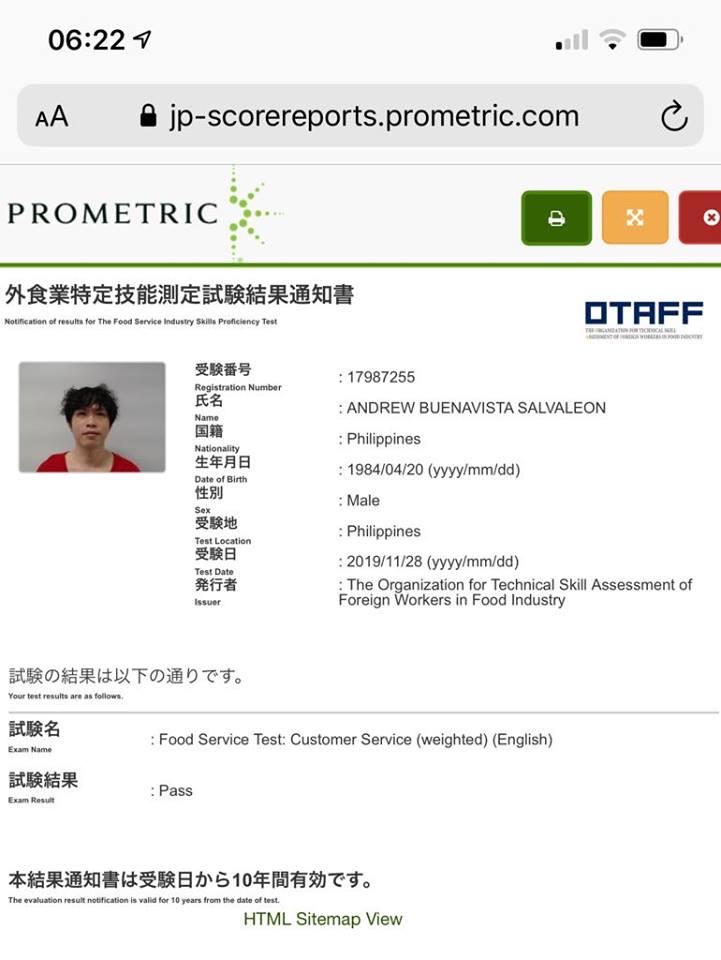 06:22
AA jp-scorereports.prometric.com
PROMETRIC
外食業特定技能測定試験結果通知書
Notification of results for The Food Service Industry Skills Proficiency Test
OTAFF
THE ORGANIZATION FOR TECHNICAL SKILL
ASSESSMENT OF FOREIGN WORKERS IN FOOD INDUSTRY
受験番号
Registration Number
: 17987255
氏名
Name
: ANDREW BUENAVISTA SALVALEON
国籍
Nationality
: Philippines
生年月日
Date of Birth
: 1984/04/20 (yyyy/mm/dd)
性別
Sex
: Male
受験地
Test Location
: Philippines
受験日
Test Date
: 2019/11/28 (yyyy/mm/dd)
発行者
Issuer
: The Organization for Technical Skill Assessment of
Foreign Workers in Food Industry
試験の結果は以下の通りです。
Your test results are as follows.
試験名
Exam Name
: Food Service Test: Customer Service (weighted) (English)
試験結果
Exam Result
: Pass
本結果通知書は受験日から10年間有効です。
The evaluation result notification is valid for 10 years from the date of test.
HTML Sitemap View